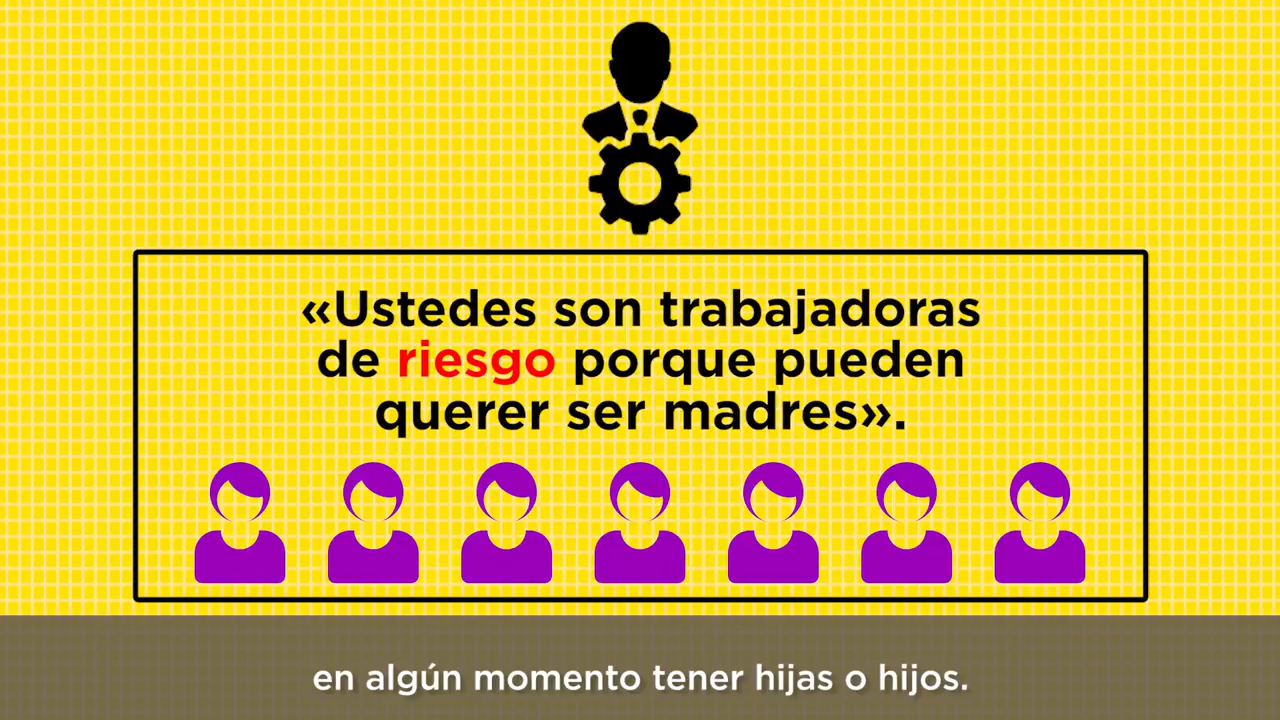 «Ustedes son trabajadoras
de riesgo porque pueden
querer ser madres».
en algún momento tener hijas o hijos.